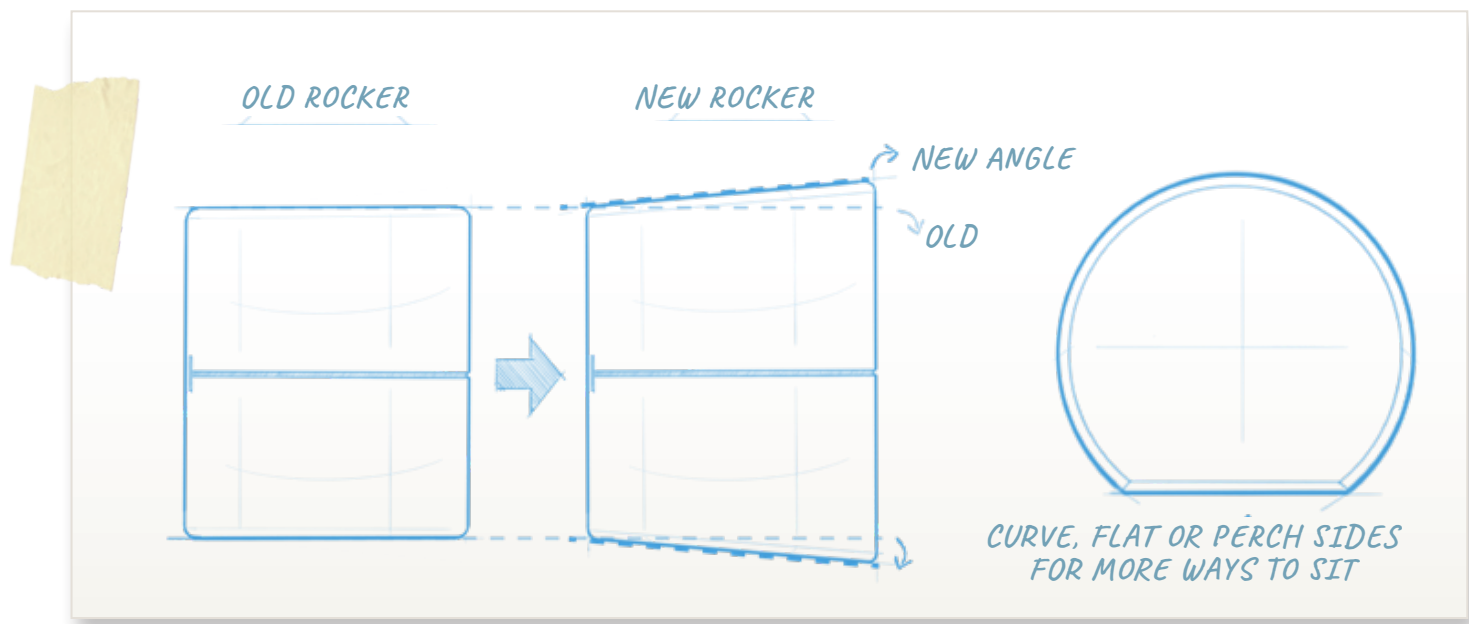 OLD ROCKER
NEW ROCKER
NEW ANGLE
OLD
CURVE, FLAT OR PERCH SIDES
FOR MORE WAYS TO SIT